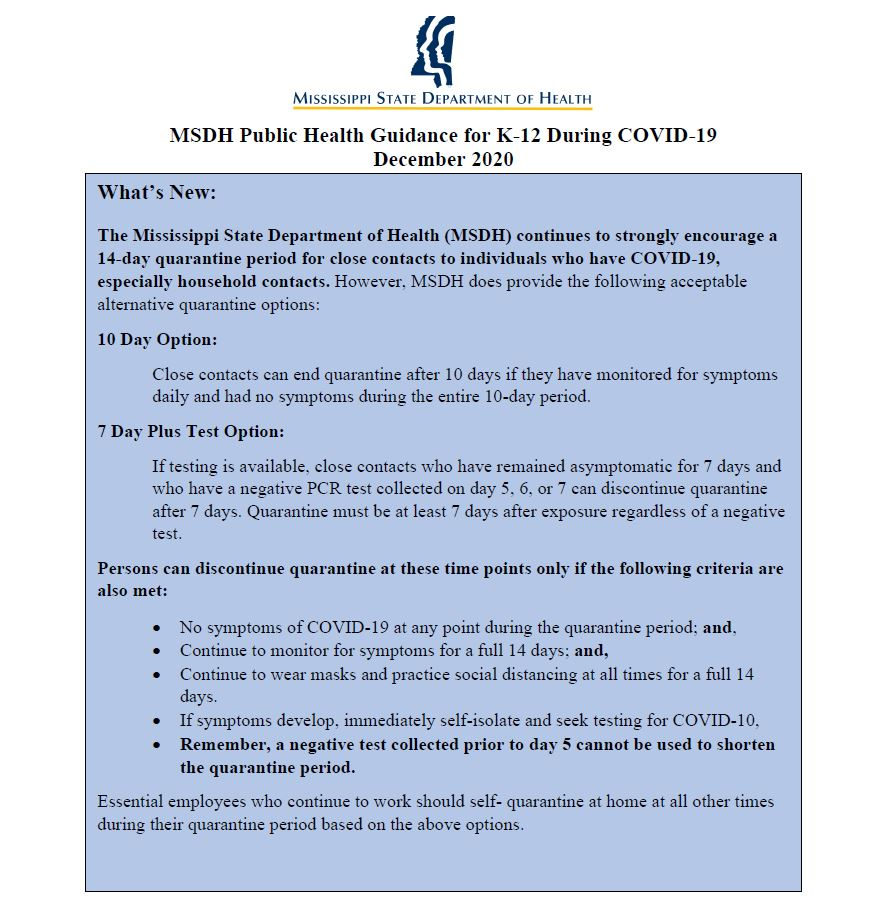 MISSISSIPPI STATE DEPARTMENT OF HEALTH
MSDH Public Health Guidance for K-12 During COVID-19
December 2020
What's New:
The Mississippi State Department of Health (MSDH) continues to strongly encourage a
14-day quarantine period for close contacts to individuals who have COVID-19,
especially household contacts. However, MSDH does provide the following acceptable
alternative quarantine options:
10 Day Option:
Close contacts can end quarantine after 10 days if they have monitored for symptoms
daily and had no symptoms during the entire 10-day period.
7 Day Plus Test Option:
If testing is available, close contacts who have remained asymptomatic for 7 days and
who have a negative PCR test collected on day 5, 6, or 7 can discontinue quarantine
after 7 days. Quarantine must be at least 7 days after exposure regardless of a negative
test.
Persons can discontinue quarantine at these time points only if the following criteria are
also met:
• No symptoms of COVID-19 at any point during the quarantine period; and,
• Continue to monitor for symptoms for a full 14 days; and,
• Continue to wear masks and practice social distancing at all times for a full 14
days.
• If symptoms develop, immediately self-isolate and seek testing for COVID-10,
• Remember, a negative test collected prior to day 5 cannot be used to shorten
the quarantine period.
Essential employees who continue to work should self- quarantine at home at all other times
during their quarantine period based on the above options.